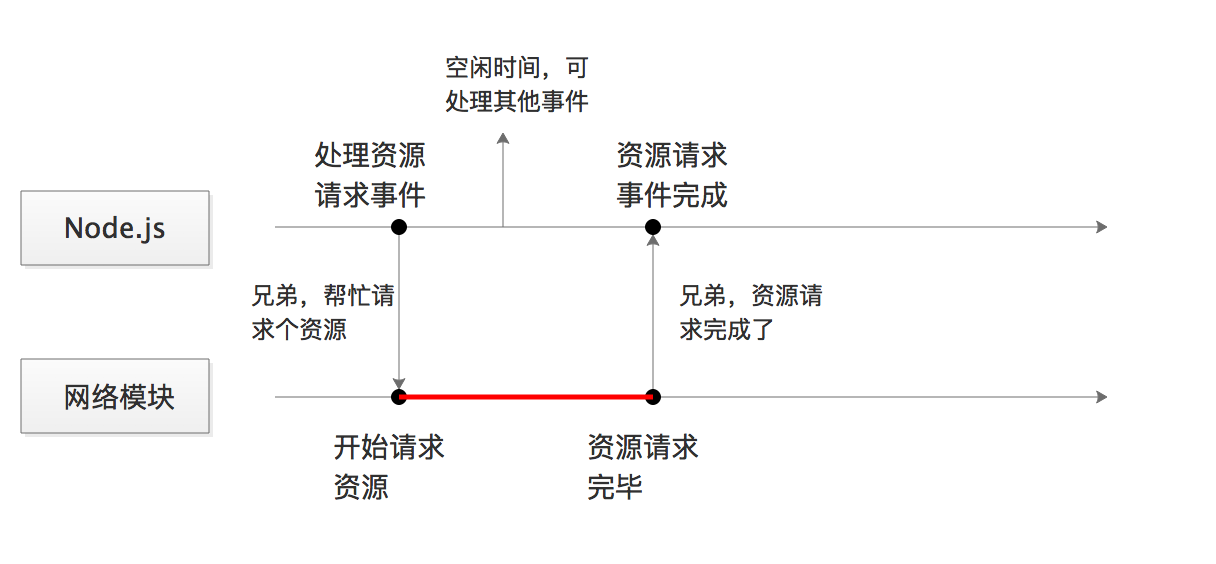 空闲时间，可
处理其他事件
处理资源
请求事件
资源请求
事件完成
Node.js
兄弟，帮忙请
求个资源
兄弟，资源请
求完成了
网络模块
开始请求
资源
资源请求
完毕